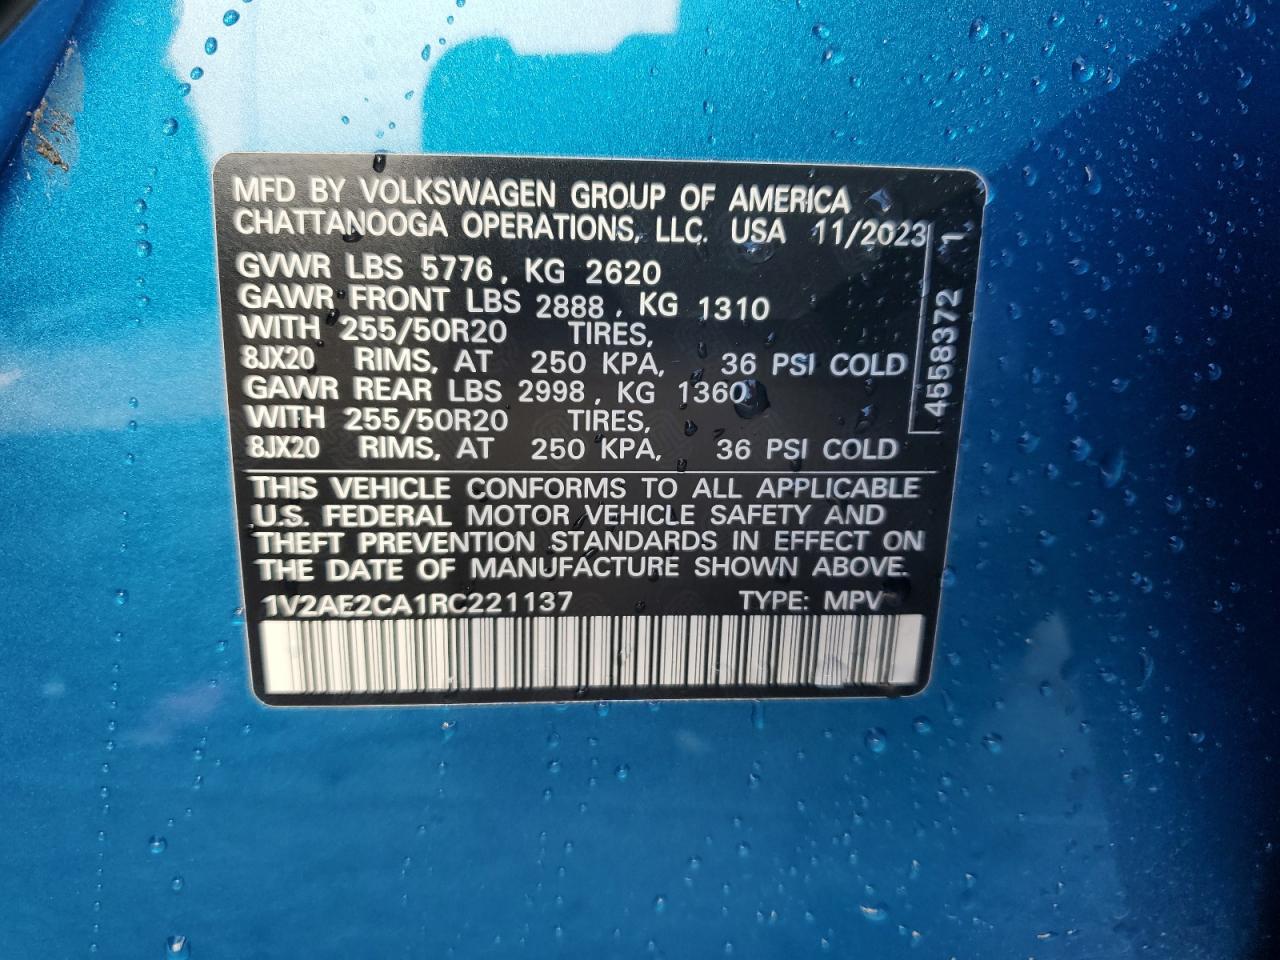 MFD BY VOLKSWAGEN GROUP OF AMERICA
CHATTANOOGA OPERATIONS, LLC. USA 11/2023
GVWR LBS 5776, KG 2620
GAWR FRONT LBS 2888, KG 1310
WITH 255/50R20 TIRES,
8JX20 RIMS, AT 250 KPA, 36 PSI COLD
GAWR REAR LBS 2998, KG 1360
WITH 255/50R20 TIRES,
8JX20 RIMS, AT 250 KPA, 36 PSI COLD
4558372 1
THIS VEHICLE CONFORMS TO ALL APPLICABLE
U.S. FEDERAL MOTOR VEHICLE SAFETY AND
THEFT PREVENTION STANDARDS IN EFFECT ON
THE DATE OF MANUFACTURE SHOWN ABOVE.
1V2AE2CA1RC221137 TYPE: MPV